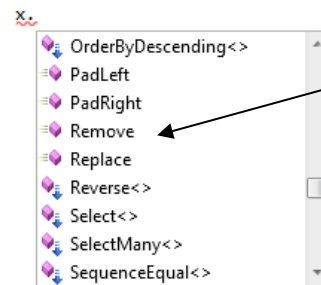 x.
OrderByDescending<>
PadLeft
PadRight
Remove
Replace
Reverse<>
Select<>
SelectMany<>
SequenceEqual<>